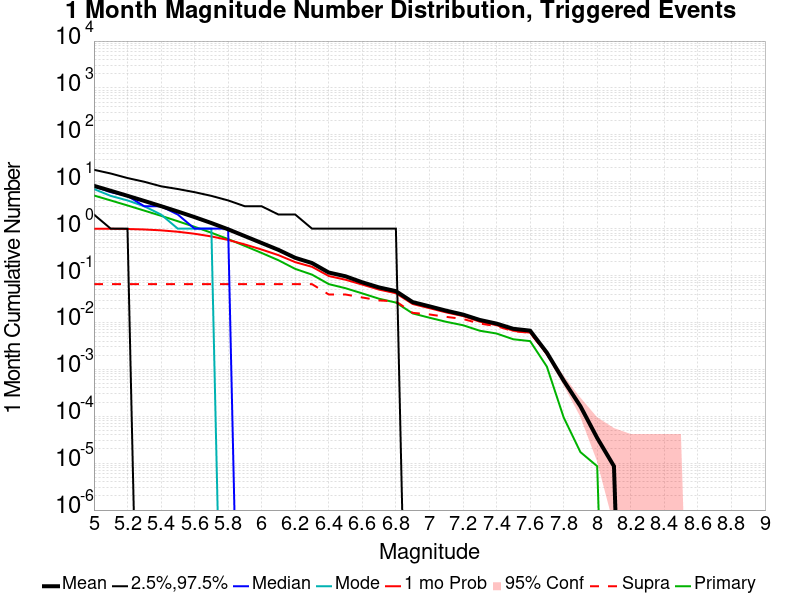 1 Month Magnitude Number Distribution, Triggered Events
1 Month Cumulative Number
10^4
10^3
10^2
10^1
10^0
10^-1
10^-2
10^-3
10^-4
10^-5
10^-6
5 5.2 5.4 5.6 5.8 6 6.2 6.4 6.6 6.8 7 7.2 7.4 7.6 7.8 8 8.2 8.4 8.6 8.8 9
Magnitude
Mean 2.5%,97.5% Median Mode 1 mo Prob 95% Conf Supra Primary